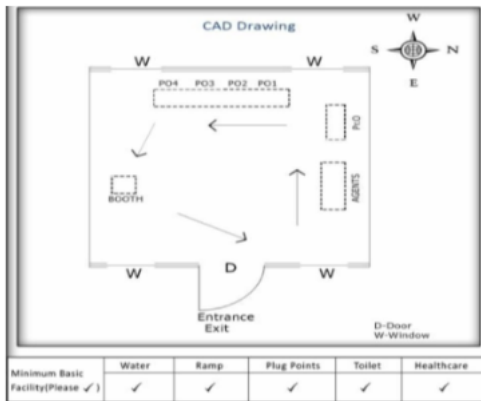 CAD Drawing
W
S N
E
W W
PO4 PO3 PO2 PO1
PLO
AGENTS
BOOTH
W D W
Entrance
Exit
D-Door
W-Window
Minimum Basic Facility(Please ✓) Water Ramp Plug Points Toilet Healthcare
✓ ✓ ✓ ✓ ✓